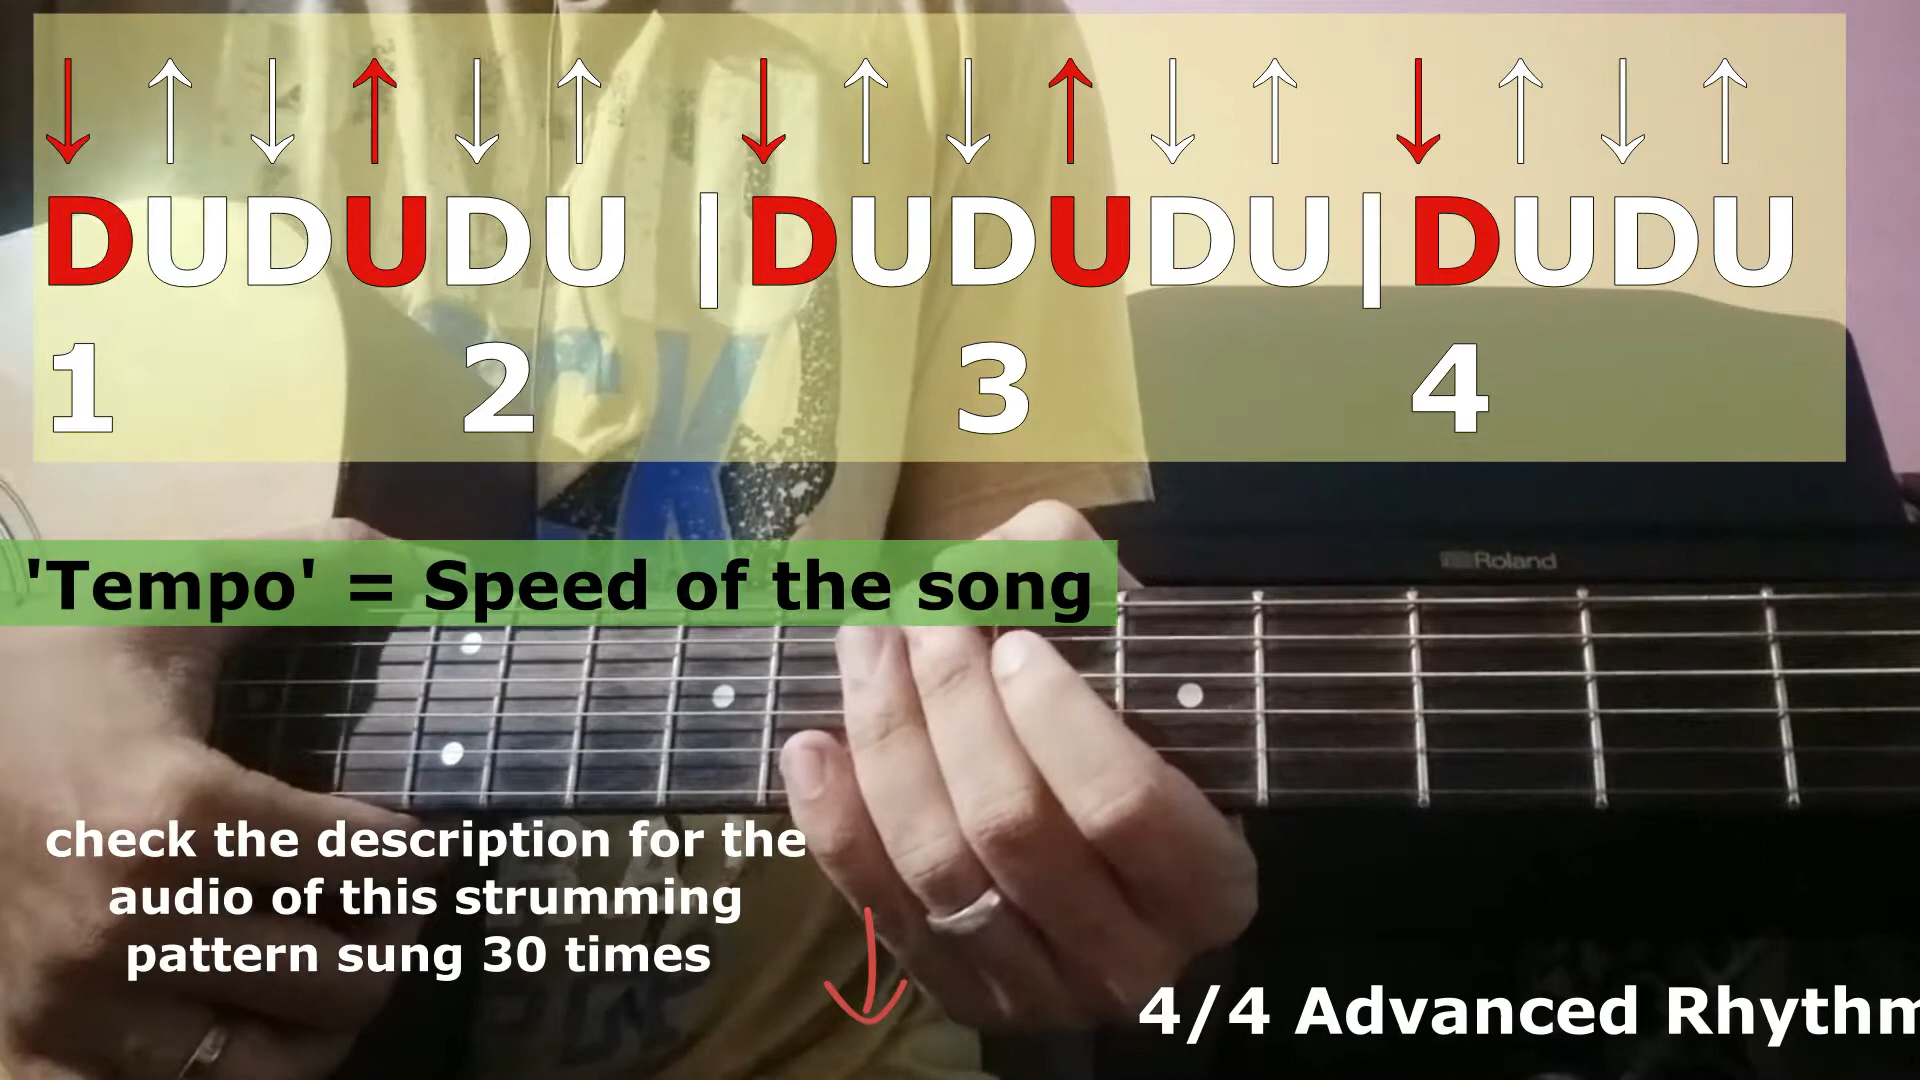 ↓ ↑ ↓ ↑ ↓ ↑ ↓ ↑ ↓ ↑ ↓ ↑ ↓ ↑ ↓ ↑
DUDUDU | DUDUDU | DUDU
1 2 3 4
'Tempo' = Speed of the song
Roland
check the description for the
audio of this strumming
pattern sung 30 times
4/4 Advanced Rhythm